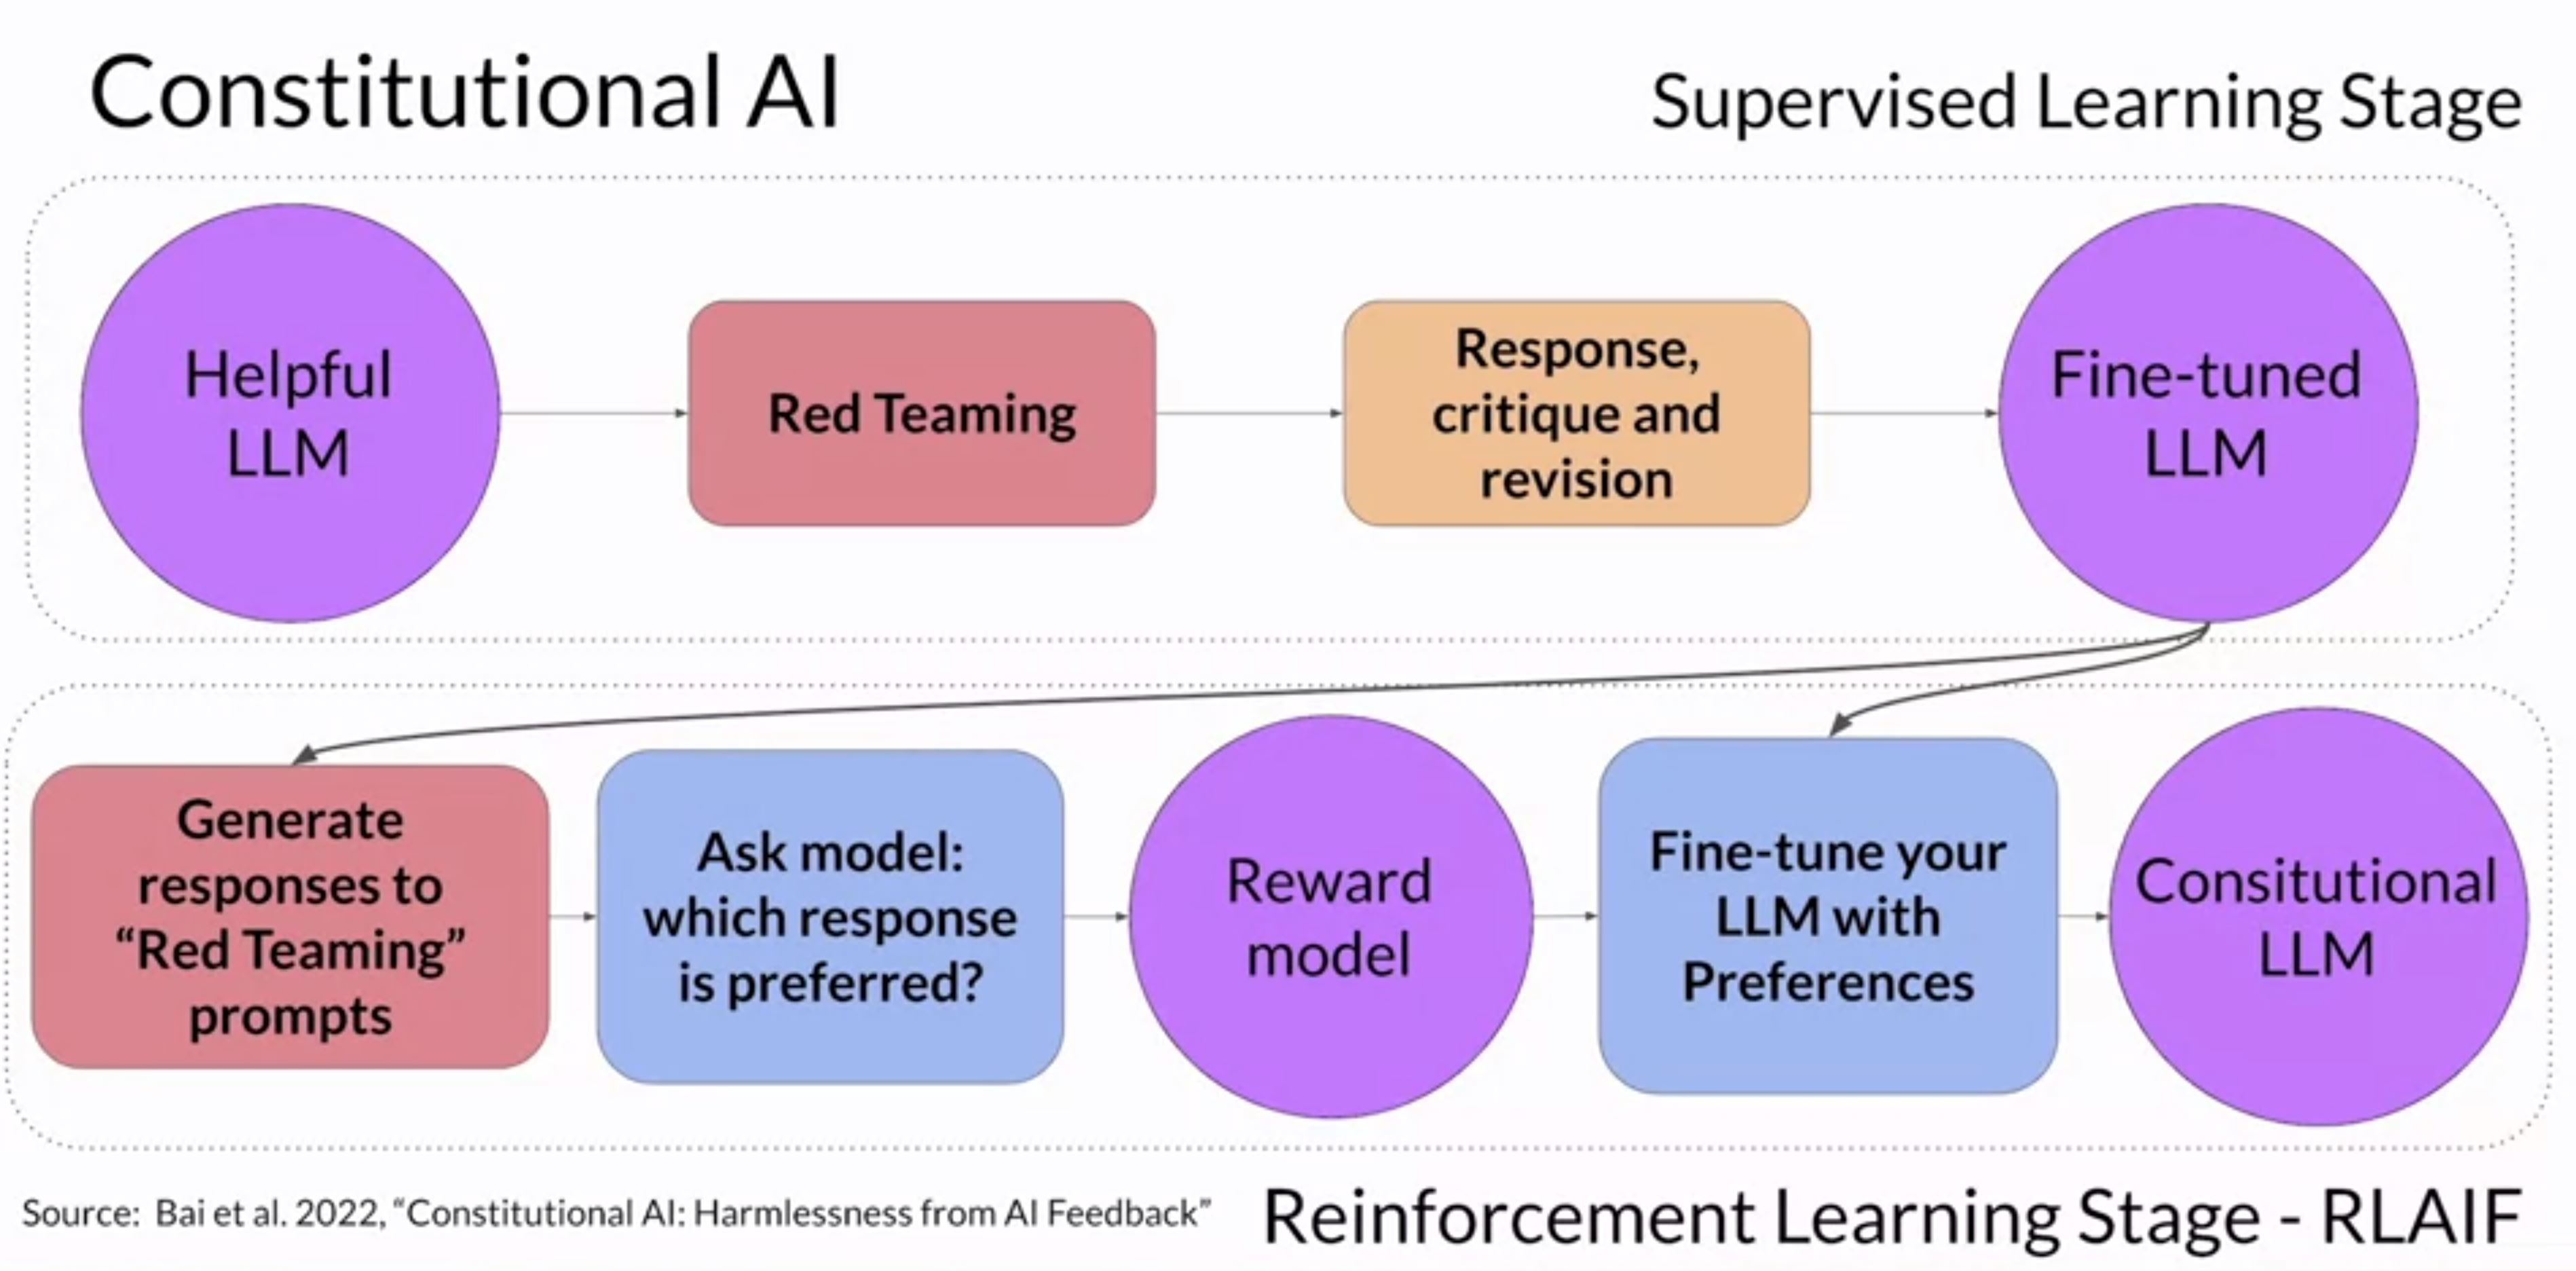 Constitutional AI
Supervised Learning Stage
Helpful
LLM
Red Teaming
Response,
critique and
revision
Fine-tuned
LLM
Generate
responses to
“Red Teaming”
prompts
Ask model:
which response
is preferred?
Reward
model
Fine-tune your
LLM with
Preferences
Consitutional
LLM
Source: Bai et al. 2022, “Constitutional AI: Harmlessness from AI Feedback”
Reinforcement Learning Stage - RLAIF